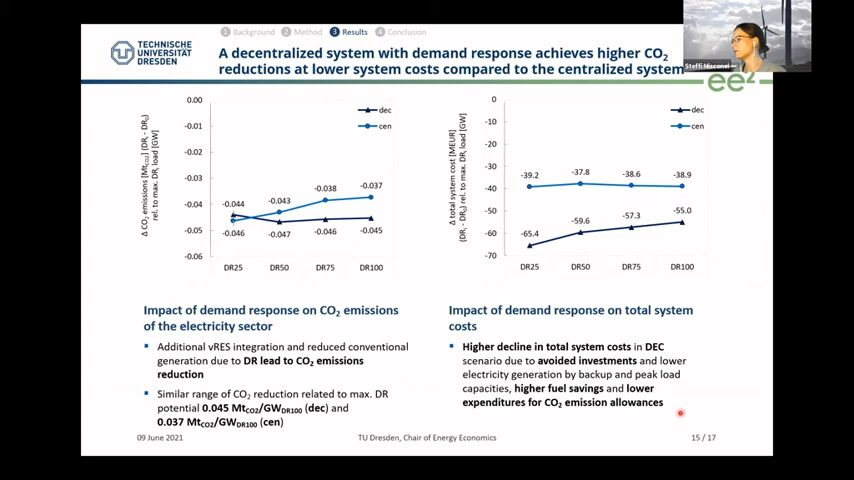 1 Background 2 Method 3 Results 4 Conclusion
TECHNISCHE
UNIVERSITÄT
DRESDEN
A decentralized system with demand response achieves higher CO2
reductions at lower system costs compared to the centralized system
Steffi Misconel
ee2
Δ CO2 emissions [MtCO2] (DRi - DR0)
rel. to max. DRi load [GW]
0.00
-0.01
-0.02
-0.03
-0.04
-0.05
-0.06
dec
cen
-0.044 -0.043 -0.038 -0.037
-0.046 -0.047 -0.046 -0.045
DR25 DR50 DR75 DR100
Δ total system cost [MEUR]
(DRi - DR0) rel. to max. DRi load [GW]
0
-10
-20
-30
-40
-50
-60
-70
dec
cen
-39.2 -37.8 -38.6 -38.9
-65.4 -59.6 -57.3 -55.0
DR25 DR50 DR75 DR100
Impact of demand response on CO2 emissions
of the electricity sector
▪ Additional vRES integration and reduced conventional
generation due to DR lead to CO2 emissions
reduction
▪ Similar range of CO2 reduction related to max. DR
potential 0.045 MtCO2/GWDR100 (dec) and
0.037 MtCO2/GWDR100 (cen)
Impact of demand response on total system
costs
▪ Higher decline in total system costs in DEC
scenario due to avoided investments and lower
electricity generation by backup and peak load
capacities, higher fuel savings and lower
expenditures for CO2 emission allowances
09 June 2021
TU Dresden, Chair of Energy Economics
15 / 17